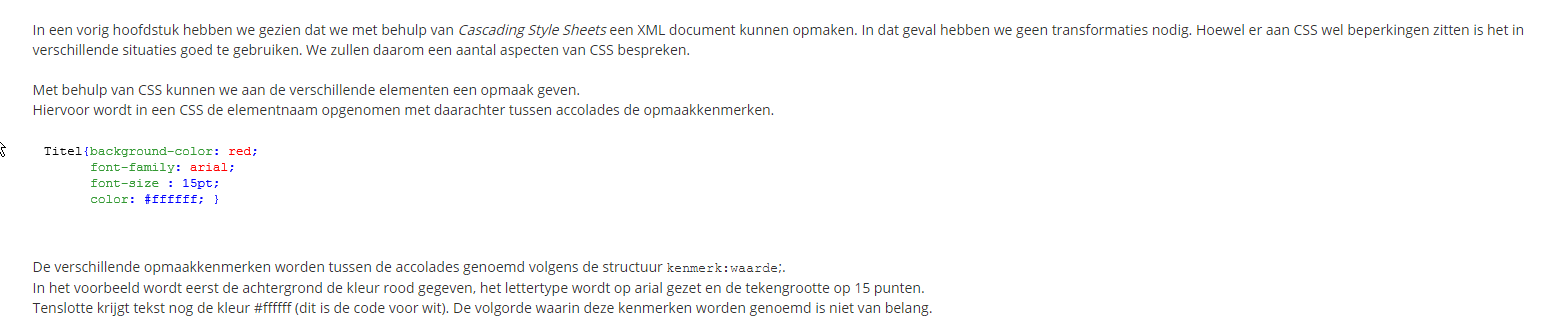 In een vorig hoofdstuk hebben we gezien dat we met behulp van Cascading Style Sheets een XML document kunnen opmaken. In dat geval hebben we geen transformaties nodig. Hoewel er aan CSS wel beperkingen zitten is het in
verschillende situaties goed te gebruiken. We zullen daarom een aantal aspecten van CSS bespreken.
Met behulp van CSS kunnen we aan de verschillende elementen een opmaak geven.
Hiervoor wordt in een CSS de elementnaam opgenomen met daarachter tussen accolades de opmaakkenmerken.
Titel{background-color: red;
font-family: arial;
font-size : 15pt;
color: #ffffff; }
De verschillende opmaakkenmerken worden tussen de accolades genoemd volgens de structuur kenmerk:waarde;.
In het voorbeeld wordt eerst de achtergrond de kleur rood gegeven, het lettertype wordt op arial gezet en de tekengrootte op 15 punten.
Tenslotte krijgt tekst nog de kleur #ffffff (dit is de code voor wit). De volgorde waarin deze kenmerken worden genoemd is niet van belang.